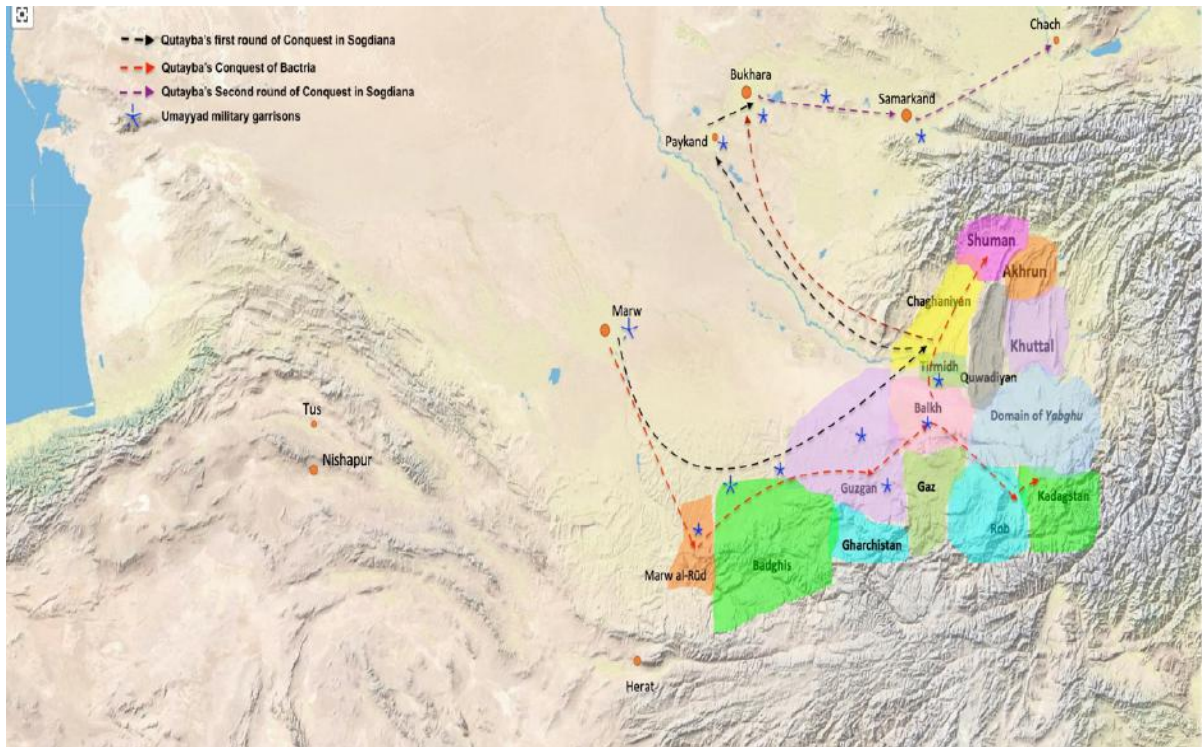 Qutayba's first round of Conquest in Sogdiana
Qutayba's Conquest of Bactria
Qutayba's Second round of Conquest in Sogdiana
Umayyad military garrisons
Chach
Bukhara
Samarkand
Paykand
Shuman
Akhrun
Chaghaniyan
Marw
Khuttal
Tirmidh
Quwadiyan
Tus
Balkh
Domain of Yabghu
Nishapur
Guzgan
Gaz
Kadagstan
Rob
Gharchistan
Badghis
Marw al-Rūd
Herat